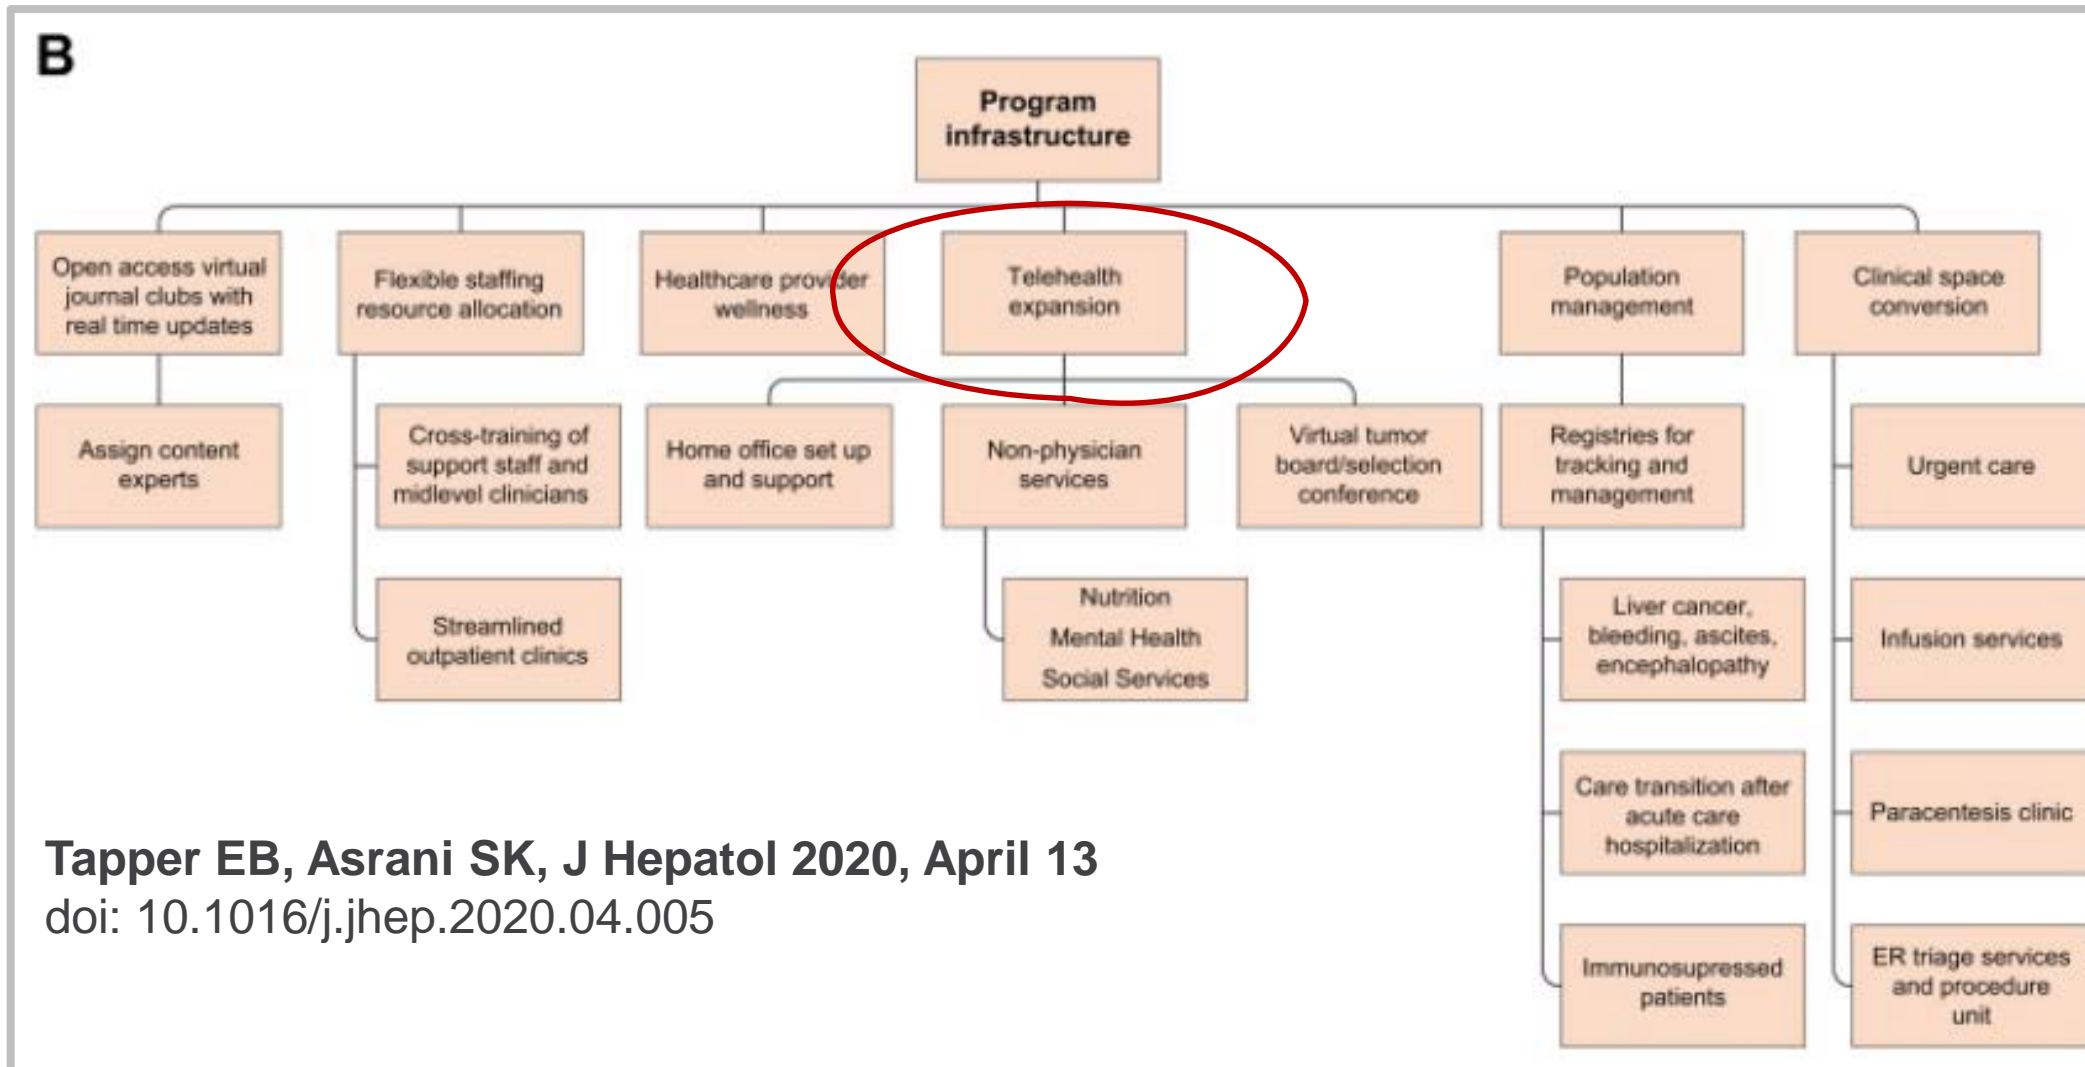 B
Program
infrastructure
Open access virtual
journal clubs with
real time updates
Flexible staffing
resource allocation
Healthcare provider
wellness
Telehealth
expansion
Population
management
Clinical space
conversion
Assign content
experts
Cross-training of
support staff and
midlevel clinicians
Home office set up
and support
Non-physician
services
Virtual tumor
board/selection
conference
Registries for
tracking and
management
Urgent care
Streamlined
outpatient clinics
Nutrition
Mental Health
Social Services
Liver cancer,
bleeding, ascites,
encephalopathy
Infusion services
Care transition after
acute care
hospitalization
Paracentesis clinic
Immunosupressed
patients
ER triage services
and procedure
unit
Tapper EB, Asrani SK, J Hepatol 2020, April 13
doi: 10.1016/j.jhep.2020.04.005